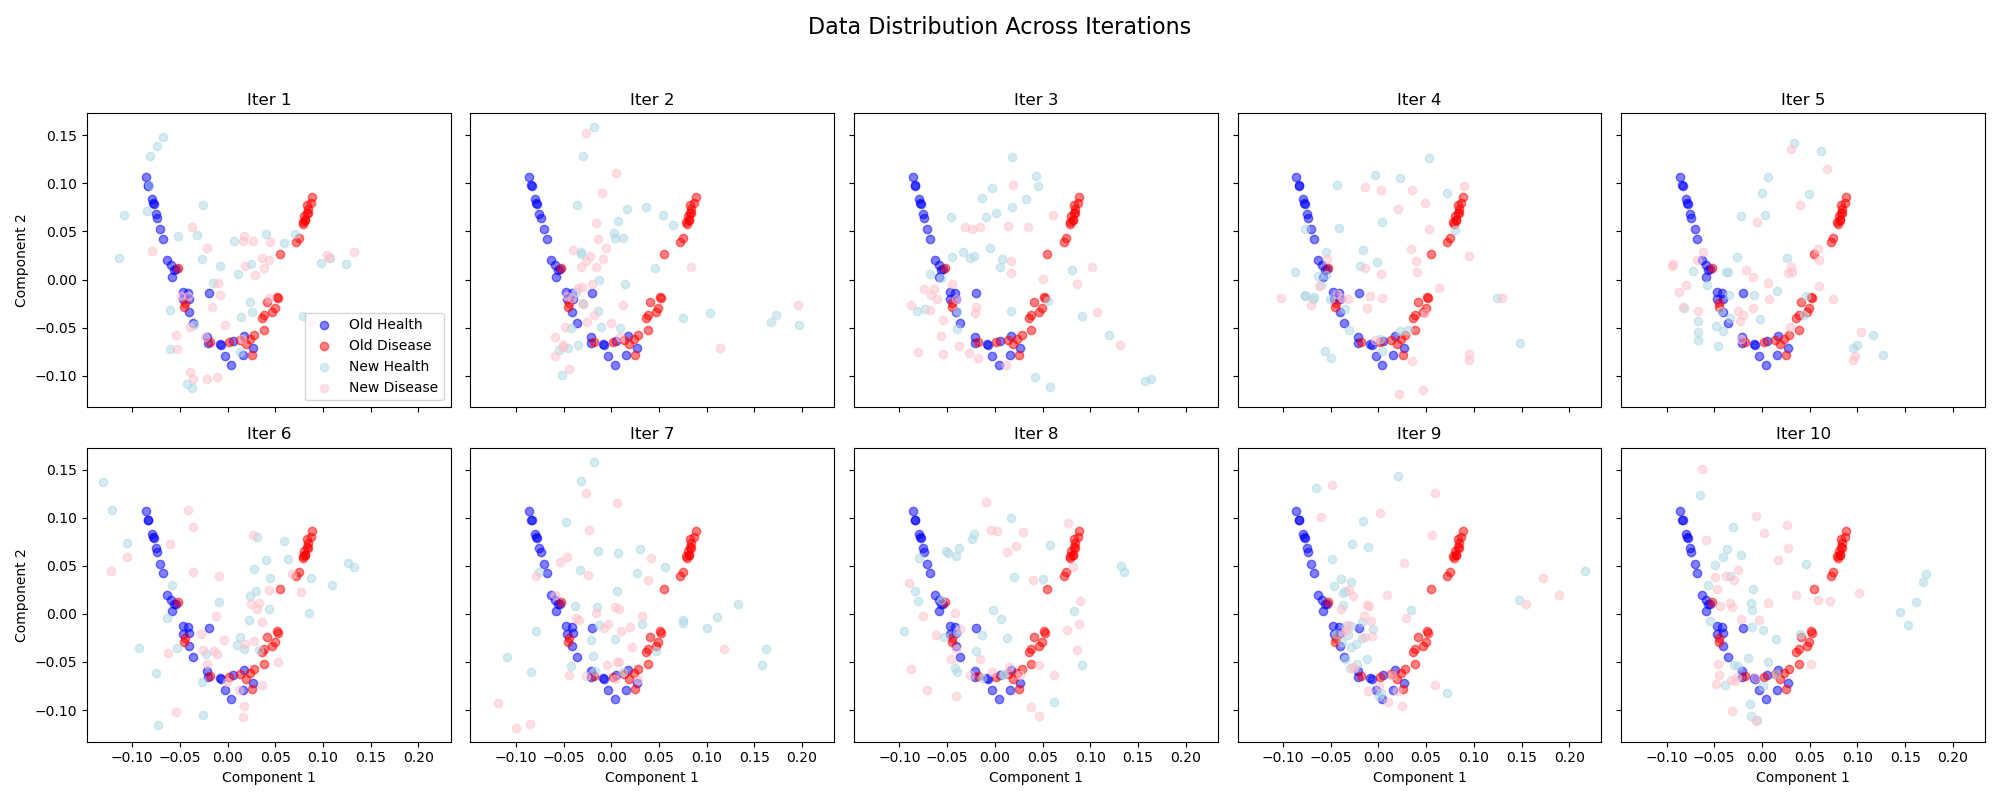 Data Distribution Across Iterations
Iter 1
Iter 2
Iter 3
Iter 4
Iter 5
0.15
0.10
0.05
0.00
−0.05
−0.10
Component 2
Old Health
Old Disease
New Health
New Disease
Iter 6
Iter 7
Iter 8
Iter 9
Iter 10
0.15
0.10
0.05
0.00
−0.05
−0.10
Component 2
−0.10 −0.05 0.00 0.05 0.10 0.15 0.20
−0.10 −0.05 0.00 0.05 0.10 0.15 0.20
−0.10 −0.05 0.00 0.05 0.10 0.15 0.20
−0.10 −0.05 0.00 0.05 0.10 0.15 0.20
−0.10 −0.05 0.00 0.05 0.10 0.15 0.20
Component 1
Component 1
Component 1
Component 1
Component 1